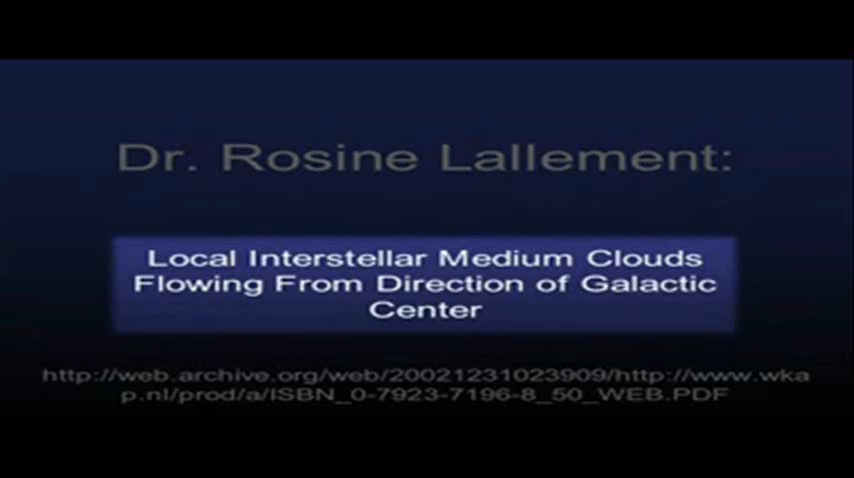 Dr. Rosine Lallement:
Local Interstellar Medium Clouds
Flowing From Direction of Galactic
Center
http://web.archive.org/web/20021231023909/http://www.wka
p.nl/prod/a/ISBN_0-7923-7196-8_50_WEB.PDF